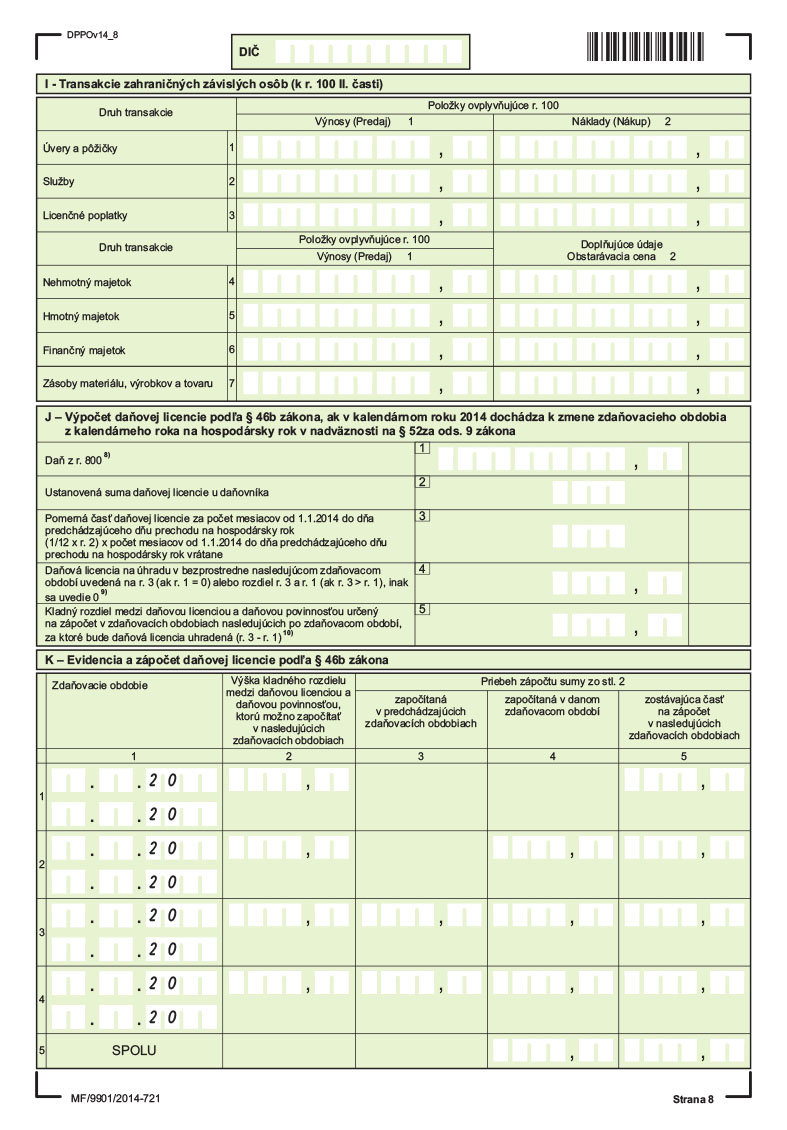 DPPOv14_8
DIČ
I - Transakcie zahraničných závislých osôb (k r. 100 II. časti)
Druh transakcie
Položky ovplyvňujúce r. 100
Výnosy (Predaj) 1
Náklady (Nákup) 2
Úvery a pôžičky 1 , ,
Služby 2 , ,
Licenčné poplatky 3 , ,
Druh transakcie
Položky ovplyvňujúce r. 100
Výnosy (Predaj) 1
Doplňujúce údaje
Obstarávacia cena 2
Nehmotný majetok 4 , ,
Hmotný majetok 5 , ,
Finančný majetok 6 , ,
Zásoby materiálu, výrobkov a tovaru 7 , ,
J – Výpočet daňovej licencie podľa § 46b zákona, ak v kalendárnom roku 2014 dochádza k zmene zdaňovacieho obdobia
z kalendárneho roka na hospodársky rok v nadväznosti na § 52za ods. 9 zákona
Daň z r. 800 8) 1 ,
Ustanovená suma daňovej licencie u daňovníka 2
Pomerná časť daňovej licencie za počet mesiacov od 1.1.2014 do dňa
predchádzajúceho dňu prechodu na hospodársky rok
(1/12 x r. 2) x počet mesiacov od 1.1.2014 do dňa predchádzajúceho dňu
prechodu na hospodársky rok vrátane
3
Daňová licencia na úhradu v bezprostredne nasledujúcom zdaňovacom
období uvedená na r. 3 (ak r. 1 = 0) alebo rozdiel r. 3 a r. 1 (ak r. 3 > r. 1), inak
sa uvedie 0 9)
4 ,
Kladný rozdiel medzi daňovou licenciou a daňovou povinnosťou určený
na zápočet v zdaňovacích obdobiach nasledujúcich po zdaňovacom období,
za ktoré bude daňová licencia uhradená (r. 3 - r. 1) 10)
5 ,
K – Evidencia a zápočet daňovej licencie podľa § 46b zákona
Zdaňovacie obdobie
Výška kladného rozdielu
medzi daňovou licenciou a
daňovou povinnosťou,
ktorú možno započítať
v nasledujúcich
zdaňovacích obdobiach
Priebeh zápočtu sumy zo stl. 2
započítaná
v predchádzajúcich
zdaňovacích obdobiach
započítaná v danom
zdaňovacom období
zostávajúca časť
na zápočet
v nasledujúcich
zdaňovacích obdobiach
1 2 3 4 5
1
. . 20 , ,
. . 20
2
. . 20 , , ,
. . 20
3
. . 20 , , , ,
. . 20
4
. . 20 , , , ,
. . 20
5 SPOLU , ,
MF/9901/2014-721
Strana 8